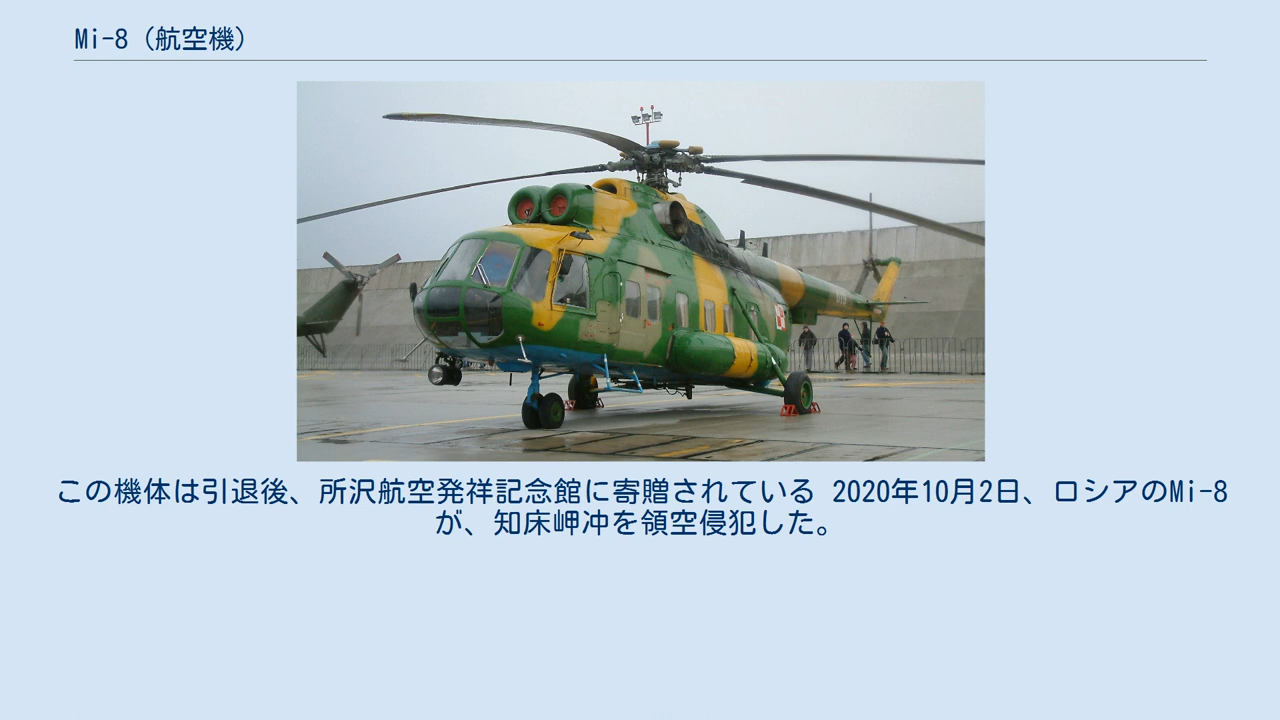 Mi-8（航空機）
この機体は引退後、所沢航空発祥記念館に寄贈されている 2020年10月2日、ロシアのMi-8
が、知床岬冲を領空侵犯した。